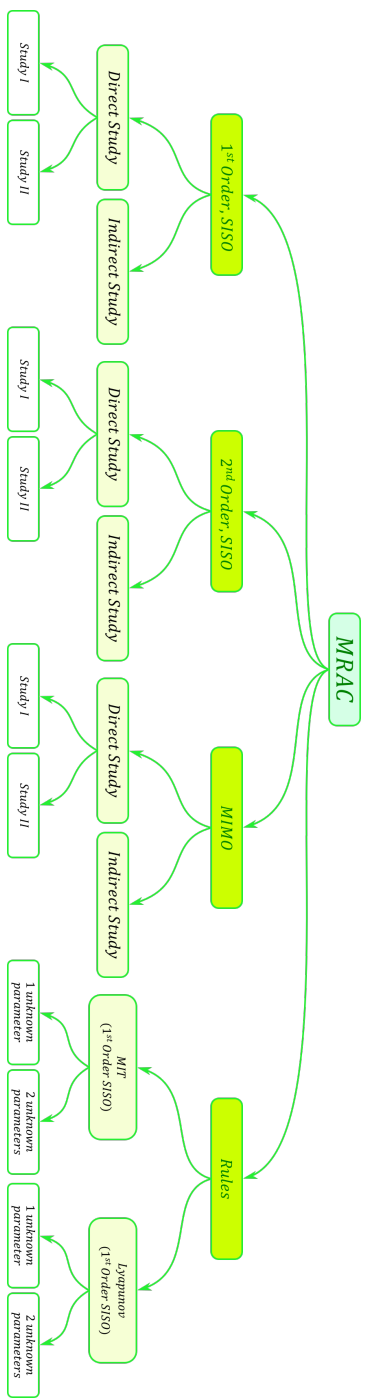 MRAC
1st Order, SISO
2nd Order, SISO
MIMO
Rules
Direct Study
Indirect Study
Direct Study
Indirect Study
Direct Study
Indirect Study
MIT
(1st Order SISO)
Lyapunov
(1st Order SISO)
Study I
Study II
Study I
Study II
Study I
Study II
1 unknown
parameter
2 unknown
parameters
1 unknown
parameter
2 unknown
parameters